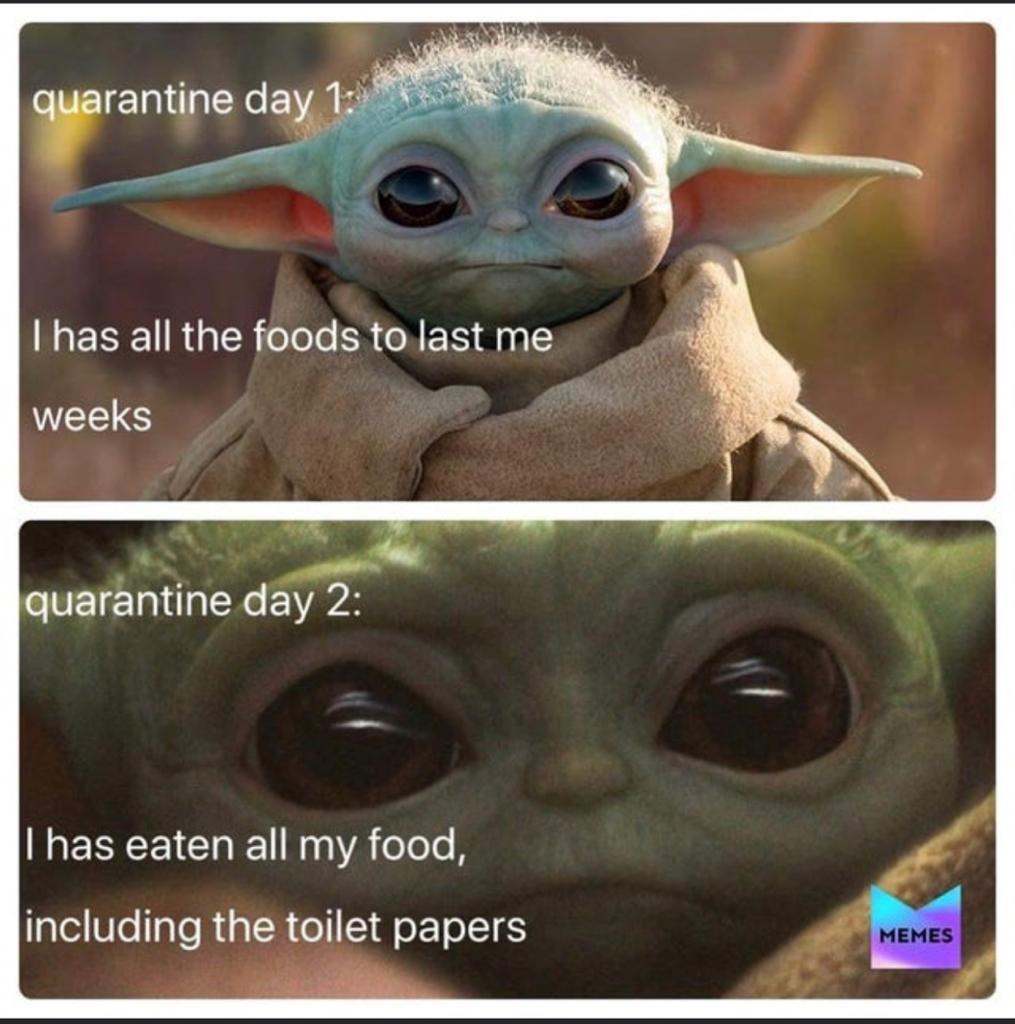 quarantine day 1:
I has all the foods to last me
weeks
quarantine day 2:
I has eaten all my food,
including the toilet papers
MEMES